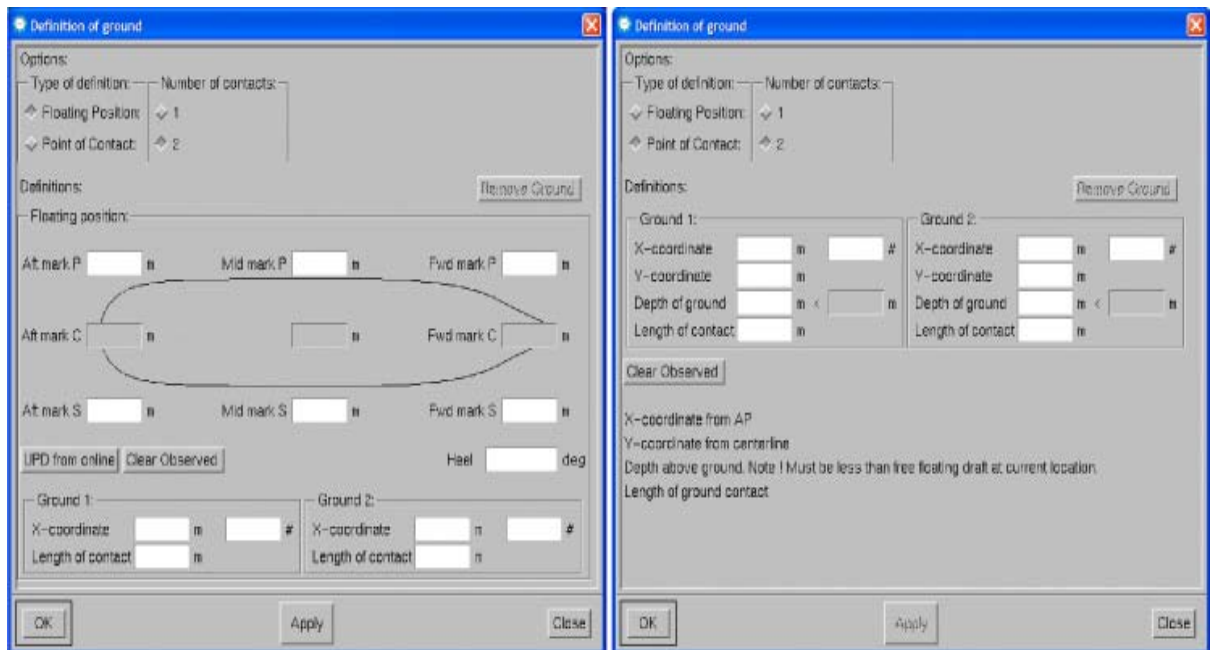 Definition of ground
Options:
Type of definition: Number of contacts:
Floating Position: 1
Point of Contact: 2
Definitions:
Remove Ground
Floating position:
Aft mark P m Mid mark P m Fwd mark P m
Aft mark C m m Fwd mark C m
Aft mark S m Mid mark S m Fwd mark S m
UPD from online Clear Observed Heel deg
Ground 1: Ground 2:
X-coordinate m # X-coordinate m #
Length of contact m Length of contact m
OK Apply Close
Definition of ground
Options:
Type of definition: Number of contacts:
Floating Position: 1
Point of Contact: 2
Definitions:
Remove Ground
Ground 1: Ground 2:
X-coordinate m # X-coordinate m #
Y-coordinate m Y-coordinate m
Depth of ground m < m Depth of ground m < m
Length of contact m Length of contact m
Clear Observed
X-coordinate from AP
Y-coordinate from centerline
Depth above ground. Note ! Must be less than free floating draft at current location.
Length of ground contact
OK Apply Close